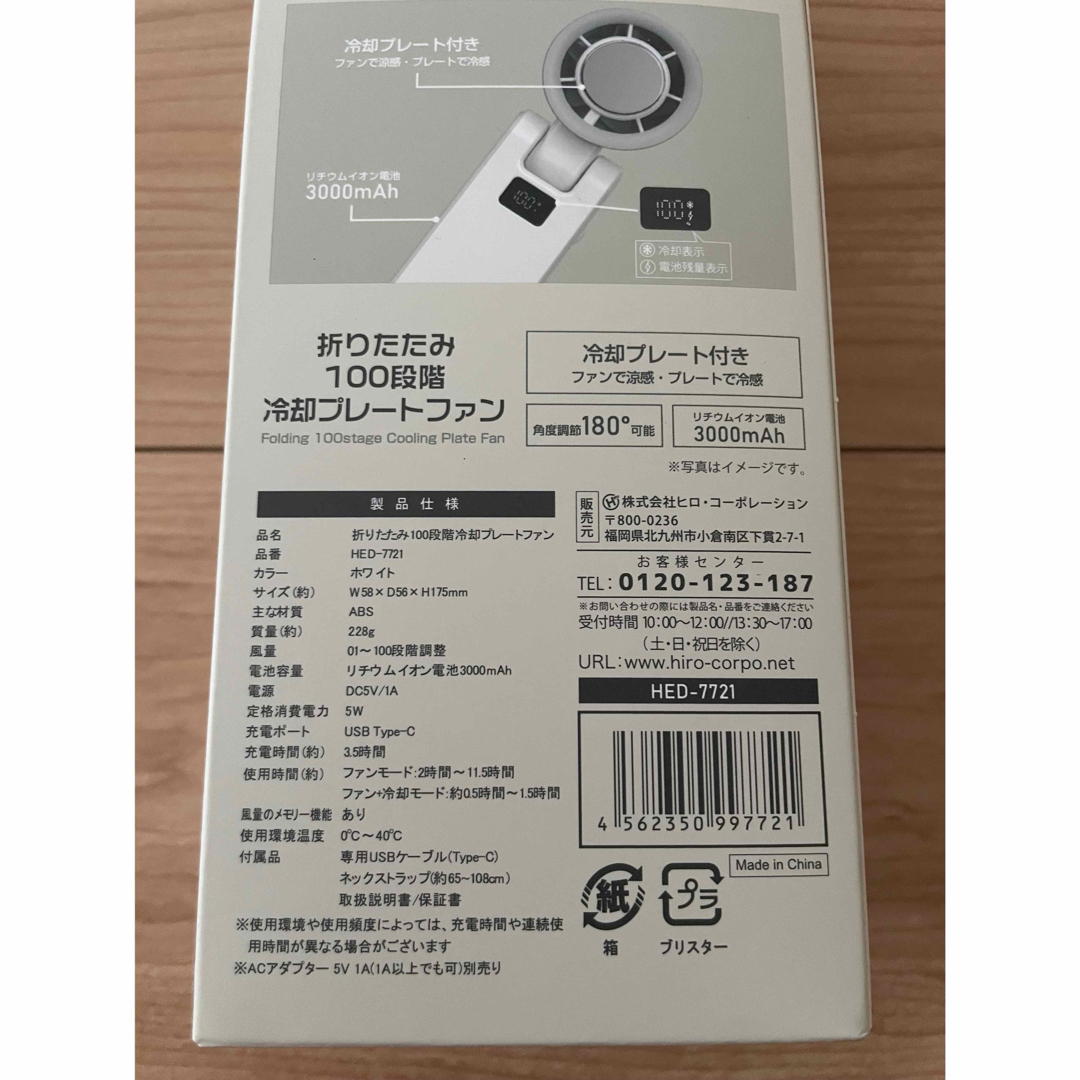 冷却プレート付き
ファンで涼感・プレートで冷感
リチウムイオン電池
3000mAh
100
100
冷却表示
電池残量表示
折りたたみ
100段階
冷却プレートファン
Folding 100stage Cooling Plate Fan
冷却プレート付き
ファンで涼感・プレートで冷感
角度調節180°可能
リチウムイオン電池
3000mAh
※写真はイメージです。
製品仕様
品名 折りたたみ100段階冷却プレートファン
品番 HED-7721
カラー ホワイト
サイズ(約) W58×D56×H175mm
主な材質 ABS
質量(約) 228g
風量 01〜100段階調整
電池容量 リチウムイオン電池3000mAh
電源 DC5V/1A
定格消費電力 5W
充電ポート USB Type-C
充電時間(約) 3.5時間
使用時間(約) ファンモード:2時間〜11.5時間
ファン+冷却モード:約0.5時間〜1.5時間
風量のメモリー機能 あり
使用環境温度 0℃〜40℃
付属品 専用USBケーブル(Type-C)
ネックストラップ(約65~108cm)
取扱説明書/保証書
※使用環境や使用頻度によっては、充電時間や連続使
用時間が異なる場合がございます
※ACアダプター 5V 1A(1A以上でも可)別売り
販売元
株式会社ヒロ・コーポレーション
〒800-0236
福岡県北九州市小倉南区下貫2-7-1
お客様センター
TEL:0120-123-187
※お問い合わせの際には製品名・品番をご連絡ください
受付時間 10:00〜12:00//13:30〜17:00
(土・日・祝日を除く)
URL:www.hiro-corpo.net
HED-7721
4 562350 997721
Made in China
紙
箱
プラ
ブリスター